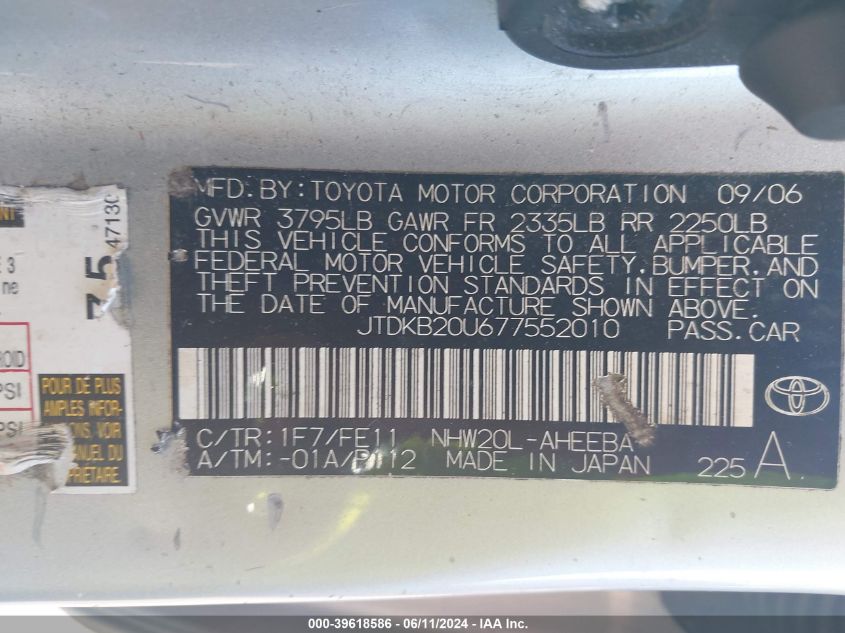 MFD. BY: TOYOTA MOTOR CORPORATION 09/06
GVWR 3795LB GAWR FR 2335LB RR 2250LB
THIS VEHICLE CONFORMS TO ALL APPLICABLE
FEDERAL MOTOR VEHICLE SAFETY, BUMPER, AND
THEFT PREVENTION STANDARDS IN EFFECT ON
THE DATE OF MANUFACTURE SHOWN ABOVE.
JTDKB20U677552010 PASS. CAR
C/TR: 1F7/FE11 NHW20L-AHEEBA
A/TM: -01A/P112 MADE IN JAPAN 225 A
47130
3
ne
PSI
POUR DE PLUS
AMPLES INFOR-
VOIR
MANUEL DU
000-39618586 - 06/11/2024 - IAA Inc.